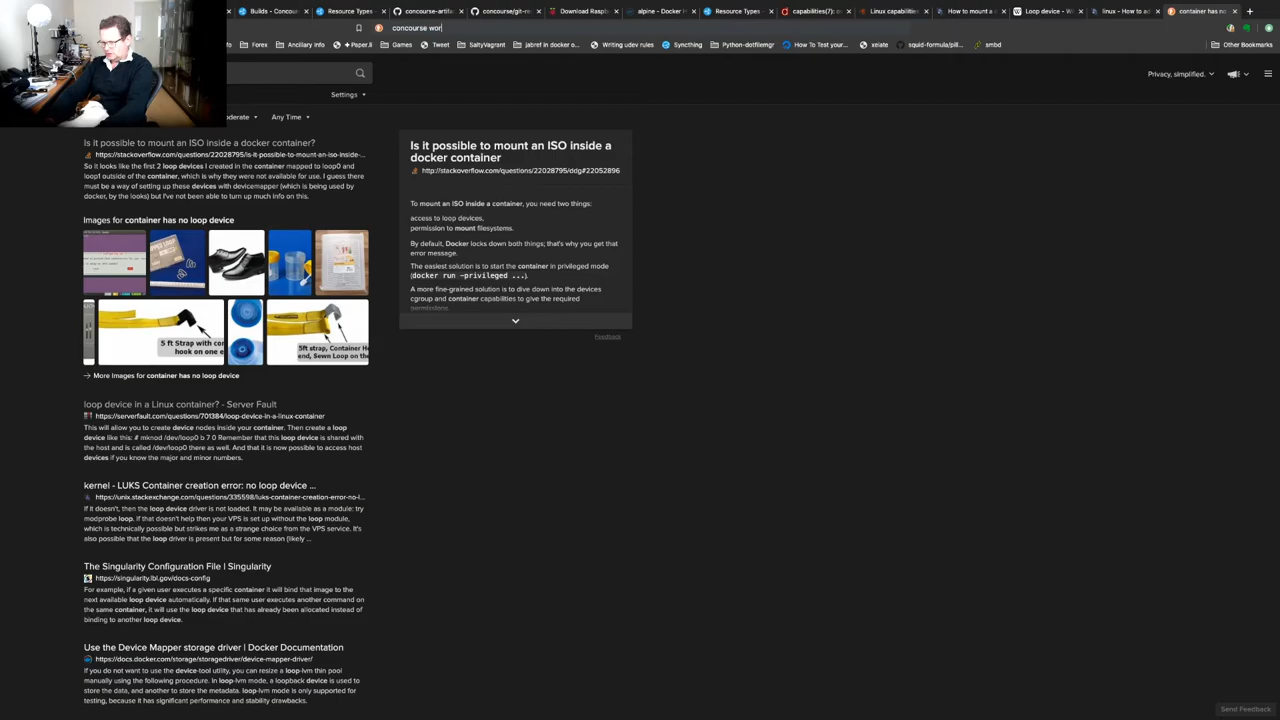 Builds - Concour
Resource Types -
concourse-artifac
concourse/git-re
Download Raspb
alpine - Docker H
Resource Types -
capabilities(7): ov
Linux capabilities
How to mount a r
Loop device - Wi
linux - How to ad
container has no
concourse wor
Forex
Ancillary Info
+ Paper.li
Games
Tweet
SaltyVagrant
jabref in docker o...
Writing udev rules
Syncthing
Python-dotfilemgr
How To Test your...
xeiate
squid-formula/pill...
smbd
Other Bookmarks
Privacy, simplified.
Settings
oderate
Any Time
Is it possible to mount an ISO inside a docker container?
https://stackoverflow.com/questions/22028795/is-it-possible-to-mount-an-iso-inside-...
So it looks like the first 2 loop devices I created in the container mapped to loop0 and
loop1 outside of the container, which is why they were not available for use. I guess there
must be a way of setting up these devices with devicemapper (which is being used by
docker, by the looks) but I've not been able to turn up much info on this.
Images for container has no loop device
5 ft Strap with cor
hook on one e
5ft strap, Container Ho
end, Sewn Loop on the
More Images for container has no loop device
loop device in a Linux container? - Server Fault
https://serverfault.com/questions/701384/loop-device-in-a-linux-container
This will allow you to create device nodes inside your container. Then create a loop
device like this: # mknod /dev/loop0 b 7 0 Remember that this loop device is shared with
the host and is called /dev/loop0 there as well. And that it is now possible to access host
devices if you know the major and minor numbers.
kernel - LUKS Container creation error: no loop device ...
https://unix.stackexchange.com/questions/335598/luks-container-creation-error-no-l...
If it doesn't, then the loop device driver is not loaded. It may be available as a module: try
modprobe loop. If that doesn't help then your VPS is set up without the loop module,
which is technically possible but strikes me as a strange choice from the VPS service. It's
also possible that the loop driver is present but for some reason (likely ...
The Singularity Configuration File | Singularity
https://singularity.lbl.gov/docs-config
For example, if a given user executes a specific container it will bind that image to the
next available loop device automatically. If that same user executes another command on
the same container, it will use the loop device that has already been allocated instead of
binding to another loop device.
Use the Device Mapper storage driver | Docker Documentation
https://docs.docker.com/storage/storagedriver/device-mapper-driver/
If you do not want to use the device-tool utility, you can resize a loop-lvm thin pool
manually using the following procedure. In loop-lvm mode, a loopback device is used to
store the data, and another to store the metadata. loop-lvm mode is only supported for
testing, because it has significant performance and stability drawbacks.
Is it possible to mount an ISO inside a
docker container
http://stackoverflow.com/questions/22028795/ddg#22052896
To mount an ISO inside a container, you need two things:
access to loop devices,
permission to mount filesystems.
By default, Docker locks down both things; that's why you get that
error message.
The easiest solution is to start the container in privileged mode
(docker run —privileged ...).
A more fine-grained solution is to dive down into the devices
cgroup and container capabilities to give the required
permissions.
Feedback
Send Feedback